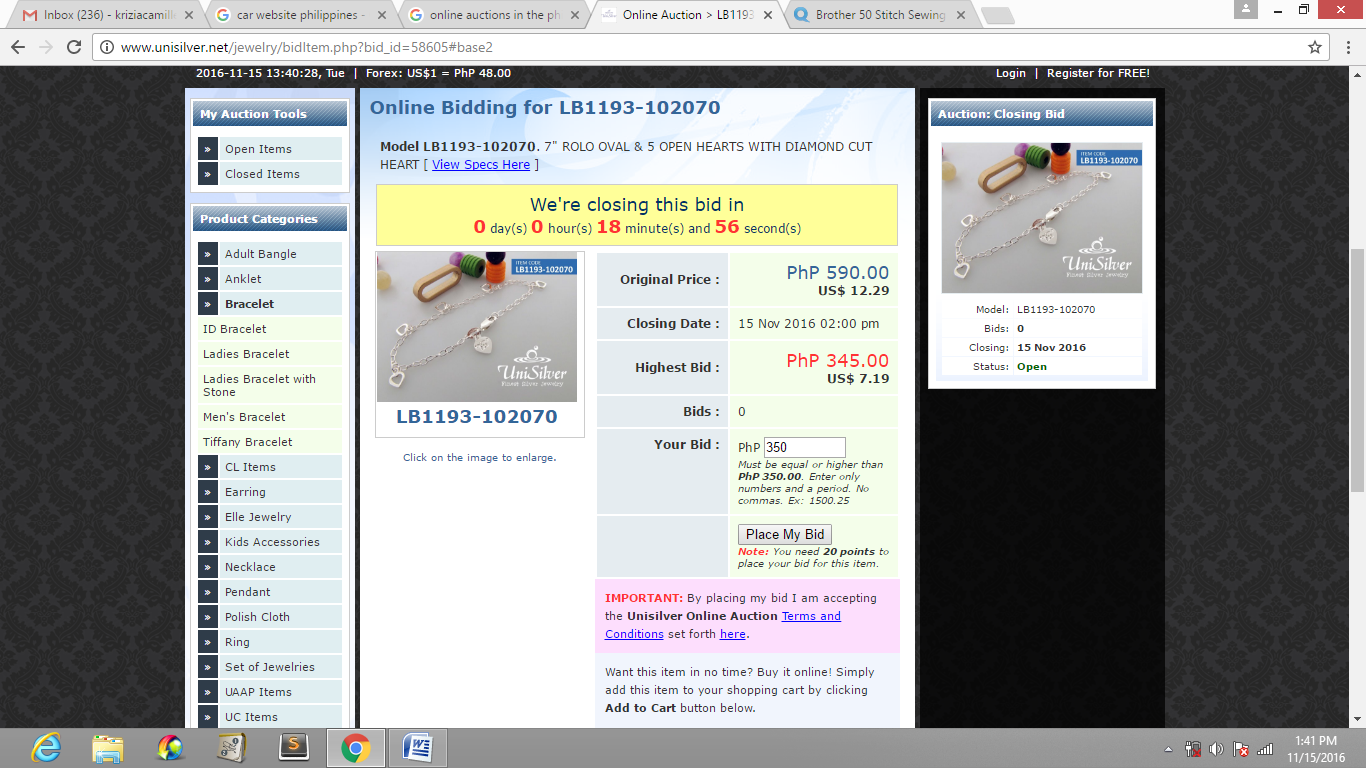 Inbox (236) - kriziacamille
car website philippines -
online auctions in the ph
Online Auction > LB1193
Brother 50 Stitch Sewing
www.unisilver.net/jewelry/bidItem.php?bid_id=58605#base2
2016-11-15 13:40:28, Tue | Forex: US$1 = PhP 48.00
Login | Register for FREE!
My Auction Tools
» Open Items
» Closed Items
Product Categories
» Adult Bangle
» Anklet
» Bracelet
ID Bracelet
Ladies Bracelet
Ladies Bracelet with
Stone
Men's Bracelet
Tiffany Bracelet
» CL Items
» Earring
» Elle Jewelry
» Kids Accessories
» Necklace
» Pendant
» Polish Cloth
» Ring
» Set of Jewelries
» UAAP Items
» UC Items
Online Bidding for LB1193-102070
Model LB1193-102070. 7" ROLO OVAL & 5 OPEN HEARTS WITH DIAMOND CUT
HEART [ View Specs Here ]
We're closing this bid in
0 day(s) 0 hour(s) 18 minute(s) and 56 second(s)
ITEM CODE
LB1193-102070
UniSilver
Finest Silver Jewelry
LB1193-102070
Click on the image to enlarge.
Original Price : PhP 590.00
US$ 12.29
Closing Date : 15 Nov 2016 02:00 pm
Highest Bid : PhP 345.00
US$ 7.19
Bids : 0
Your Bid : PhP 350
Must be equal or higher than
PhP 350.00. Enter only
numbers and a period. No
commas. Ex: 1500.25
Place My Bid
Note: You need 20 points to
place your bid for this item.
IMPORTANT: By placing my bid I am accepting
the Unisilver Online Auction Terms and
Conditions set forth here.
Want this item in no time? Buy it online! Simply
add this item to your shopping cart by clicking
Add to Cart button below.
Auction: Closing Bid
ITEM CODE
LB1193-102070
UniSilver
Finest Silver Jewelry
Model: LB1193-102070
Bids: 0
Closing: 15 Nov 2016
Status: Open
1:41 PM
11/15/2016